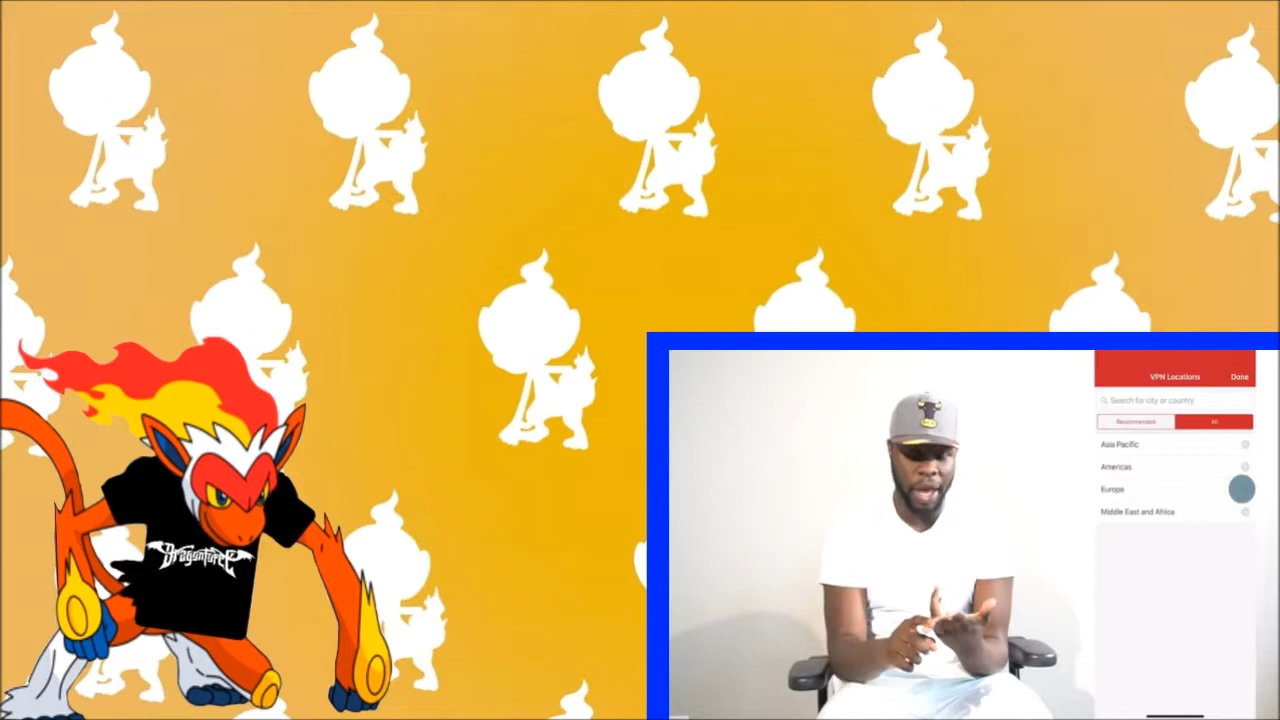 DragonForce
VPN Locations
Done
Search for city or country
Recommended
All
Asia Pacific
Americas
Europe
Middle East and Africa